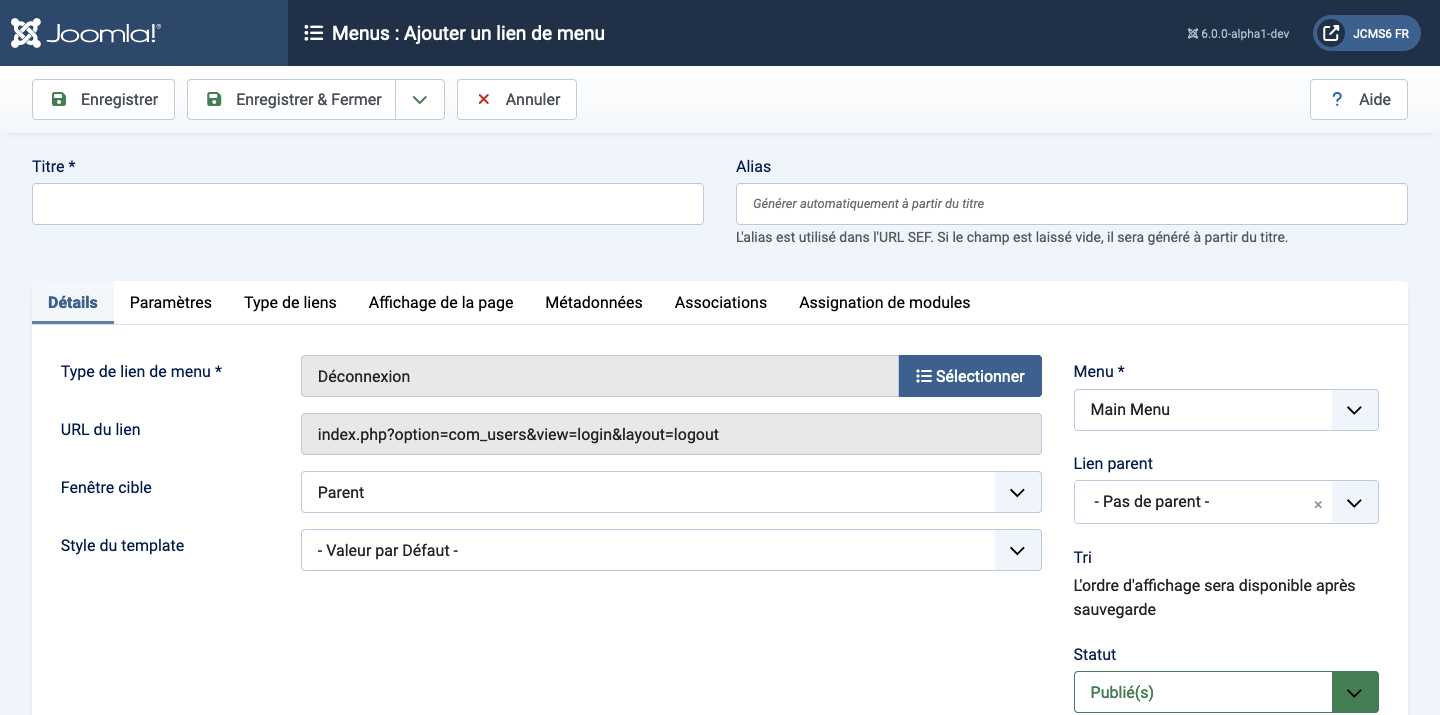 Joomla!®
Menus : Ajouter un lien de menu
6.0.0-alpha1-dev
JCMS6 FR
Enregistrer
Enregistrer & Fermer
Annuler
? Aide
Titre *
Alias
Générer automatiquement à partir du titre
L'alias est utilisé dans l'URL SEF. Si le champ est laissé vide, il sera généré à partir du titre.
Détails Paramètres Type de liens Affichage de la page Métadonnées Associations Assignation de modules
Type de lien de menu *
Déconnexion
Sélectionner
URL du lien
index.php?option=com_users&view=login&layout=logout
Fenêtre cible
Parent
Style du template
- Valeur par Défaut -
Menu *
Main Menu
Lien parent
- Pas de parent -
×
Tri
L'ordre d'affichage sera disponible après
sauvegarde
Statut
Publié(s)